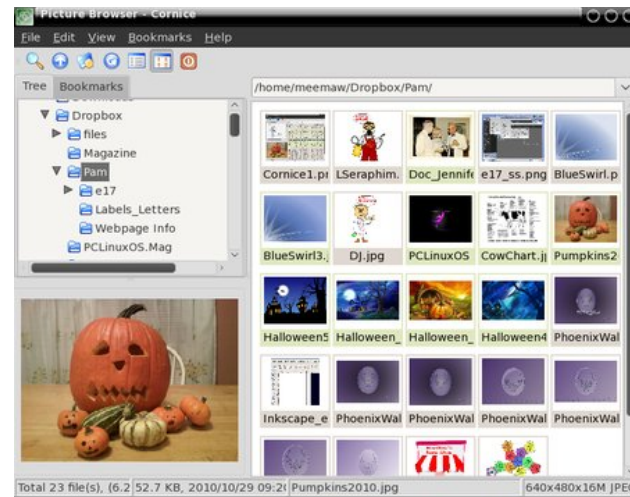 Picture Browser - Cornice
File Edit View Bookmarks Help
Tree Bookmarks
/home/meemaw/Dropbox/Pam/
Dropbox
files
Magazine
Pam
e17
Labels_Letters
Webpage Info
PCLinuxOS.Mag
Cornice1.pr LSeraphim. Doc_Jennife e17_ss.png BlueSwirl.p
BlueSwirl3.j DJ.jpg PCLinuxOS CowChart.j Pumpkins2
Halloween5 Halloween_ Halloween_ Halloween4 PhoenixWal
Inkscape_e PhoenixWal PhoenixWal PhoenixWal PhoenixWal
Total 23 file(s), (6.2 52.7 KB, 2010/10/29 09:2 Pumpkins2010.jpg 640x480x16M JPE